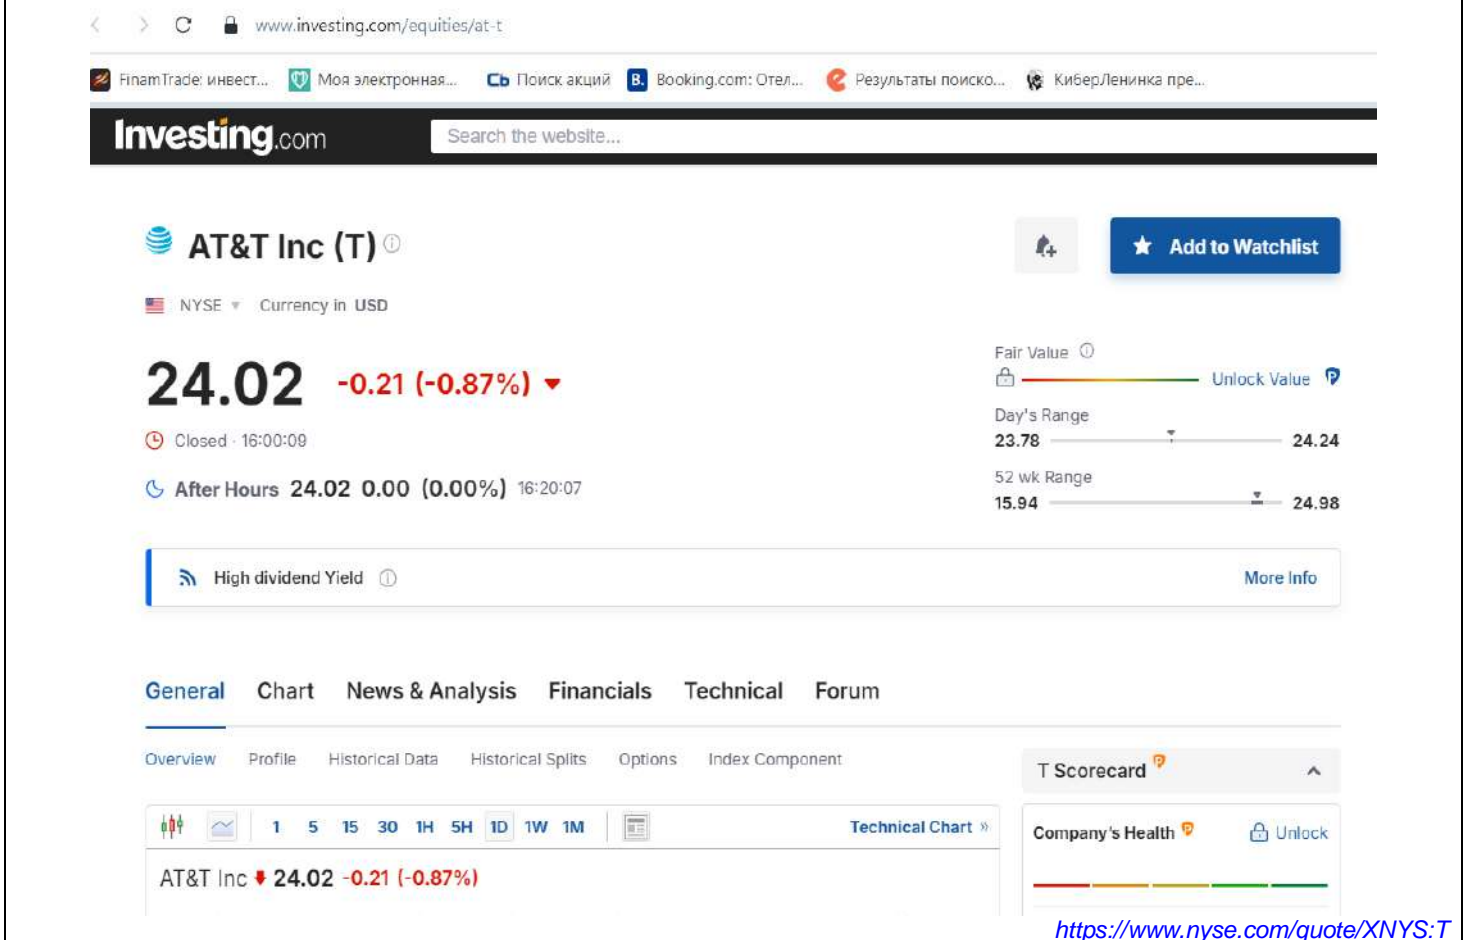 www.investing.com/equities/at-t
FinamTrade: инвест... Моя электронная... Сb Поиск акций B. Booking.com: Отел... Результаты поиско... КиберЛенинка пре...
Investing.com Search the website...
AT&T Inc (T)
Add to Watchlist
NYSE Currency in USD
Fair Value
24.02 -0.21 (-0.87%)
Unlock Value
Day's Range
Closed · 16:00:09
23.78 24.24
52 wk Range
After Hours 24.02 0.00 (0.00%) 16:20:07
15.94 24.98
High dividend Yield More Info
General Chart News & Analysis Financials Technical Forum
Overview Profile Historical Data Historical Splits Options Index Component
T Scorecard
1 5 15 30 1H 5H 1D 1W 1M Technical Chart »
Company's Health Unlock
AT&T Inc 24.02 -0.21 (-0.87%)
https://www.nyse.com/quote/XNYS:T